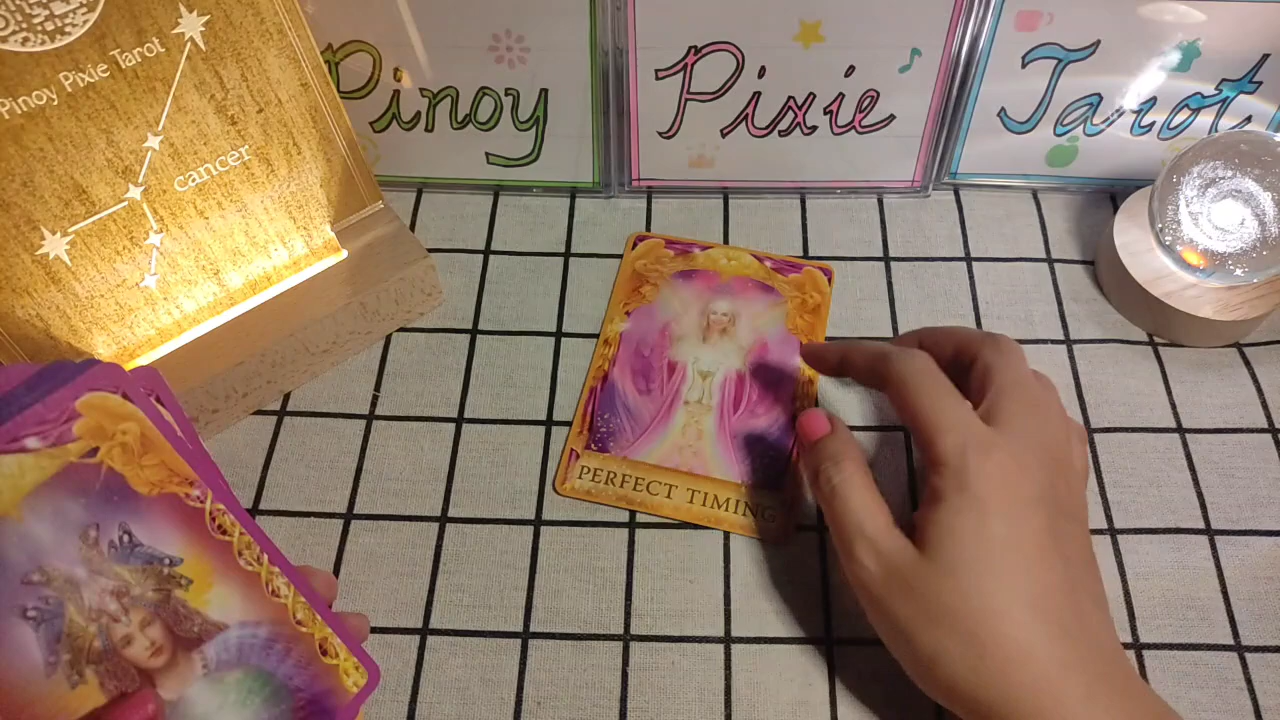 Pinoy Pixie Tarot
cancer
Pinoy
Pixie
Tarot
PERFECT TIMING